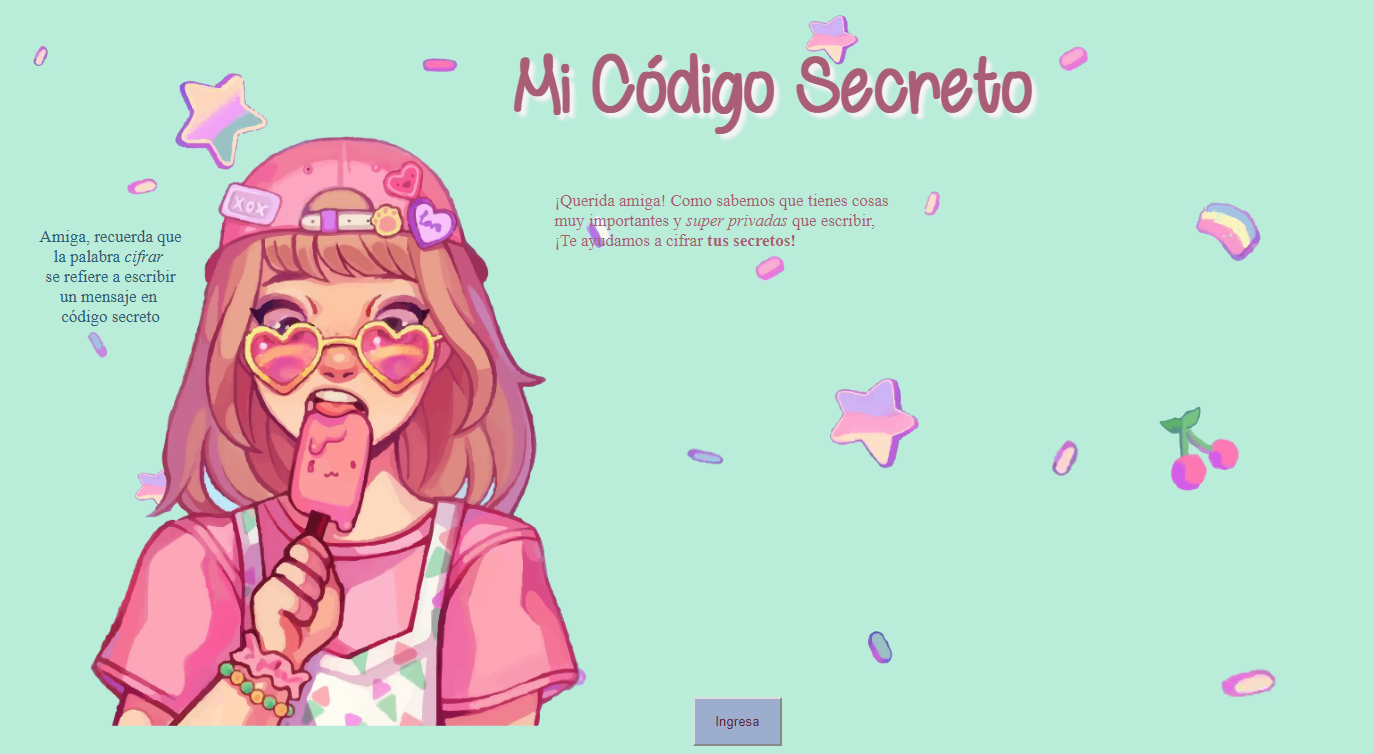 Mi Código Secreto
¡Querida amiga! Como sabemos que tienes cosas
muy importantes y super privadas que escribir,
¡Te ayudamos a cifrar tus secretos!
Amiga, recuerda que
la palabra cifrar
se refiere a escribir
un mensaje en
código secreto
XOX
Ingresa